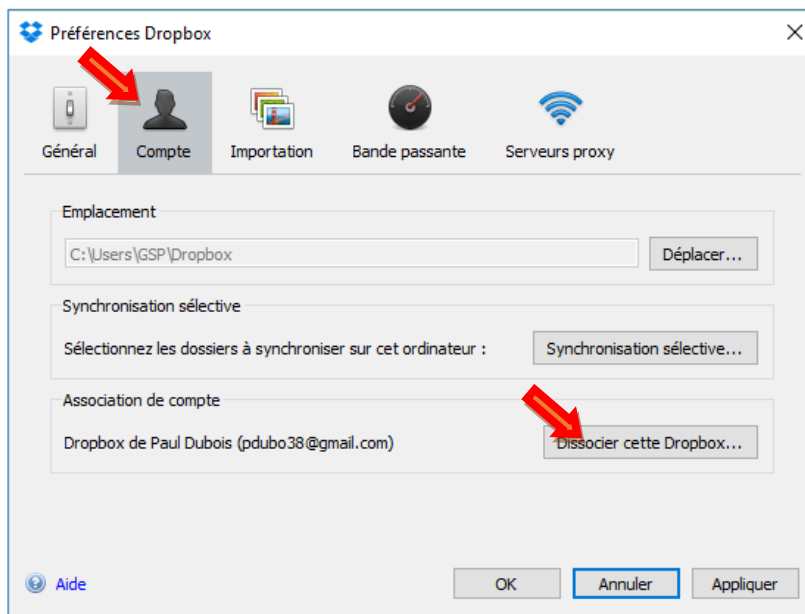 Préférences Dropbox
Général
Compte
Importation
Bande passante
Serveurs proxy
Emplacement
C:\Users\GSP\Dropbox
Déplacer...
Synchronisation sélective
Sélectionnez les dossiers à synchroniser sur cet ordinateur :
Synchronisation sélective...
Association de compte
Dropbox de Paul Dubois (pdubo38@gmail.com)
Dissocier cette Dropbox...
Aide
OK
Annuler
Appliquer